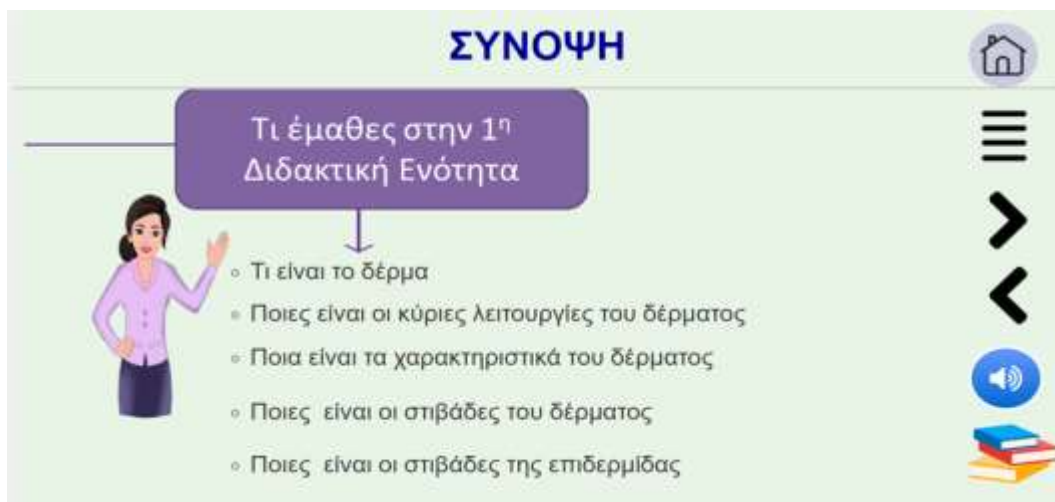 ΣΥΝΟΨΗ
Τι έμαθες στην 1η
Διδακτική Ενότητα
◦ Τι είναι το δέρμα
◦ Ποιες είναι οι κύριες λειτουργίες του δέρματος
◦ Ποια είναι τα χαρακτηριστικά του δέρματος
◦ Ποιες είναι οι στιβάδες του δέρματος
◦ Ποιες είναι οι στιβάδες της επιδερμίδας